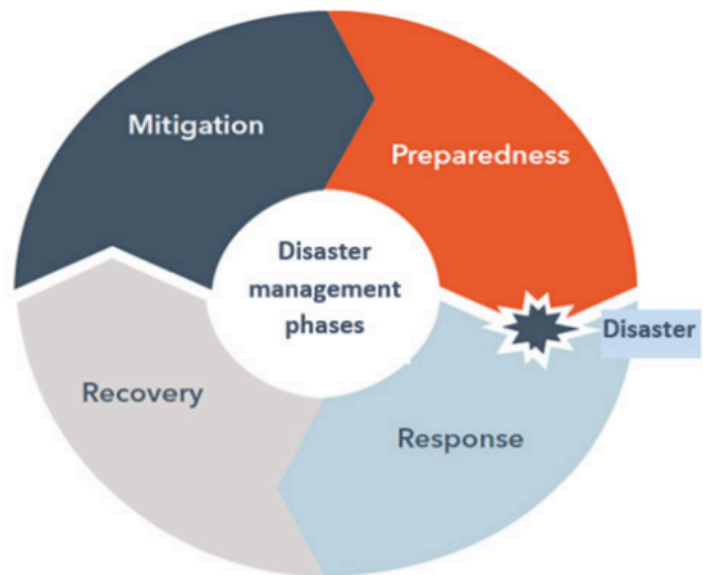 Mitigation
Preparedness
Disaster
management
phases
Disaster
Recovery
Response